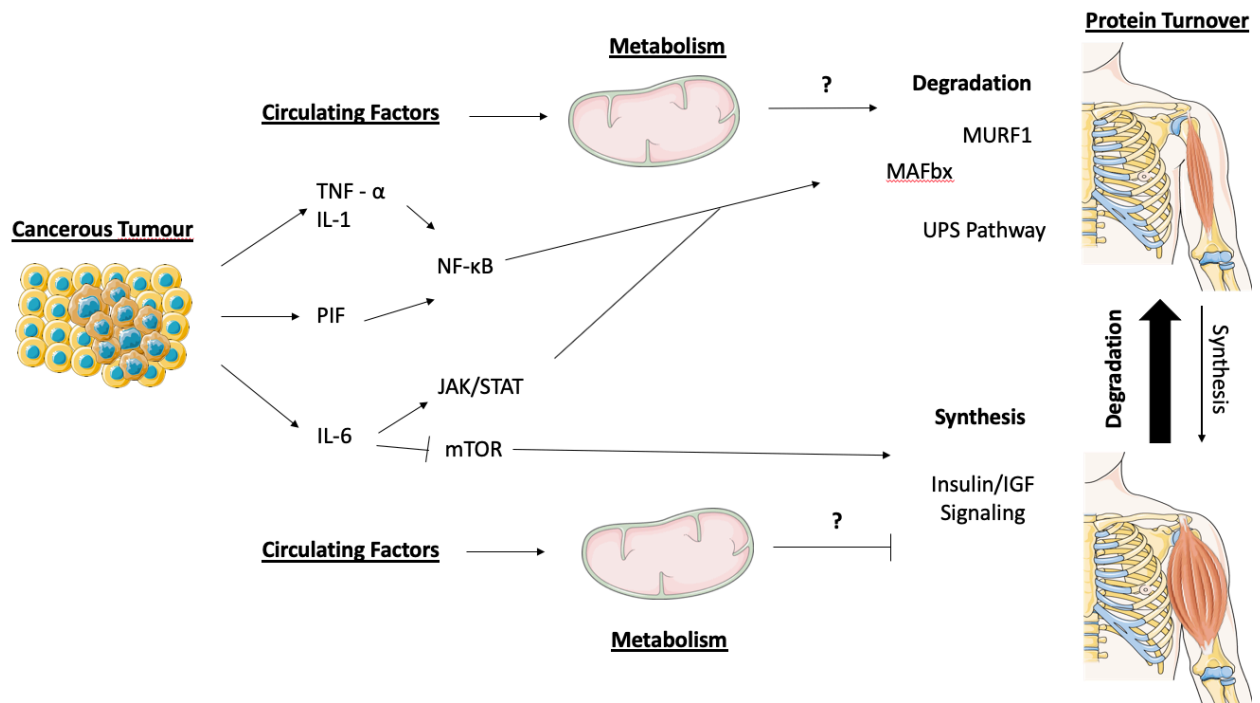 Protein Turnover
Metabolism
?
Degradation
Circulating Factors
MURF1
MAFbx
TNF - α
IL-1
Cancerous Tumour
UPS Pathway
NF-κB
PIF
Degradation
Synthesis
JAK/STAT
Synthesis
IL-6
mTOR
Insulin/IGF
Signaling
?
Circulating Factors
Metabolism